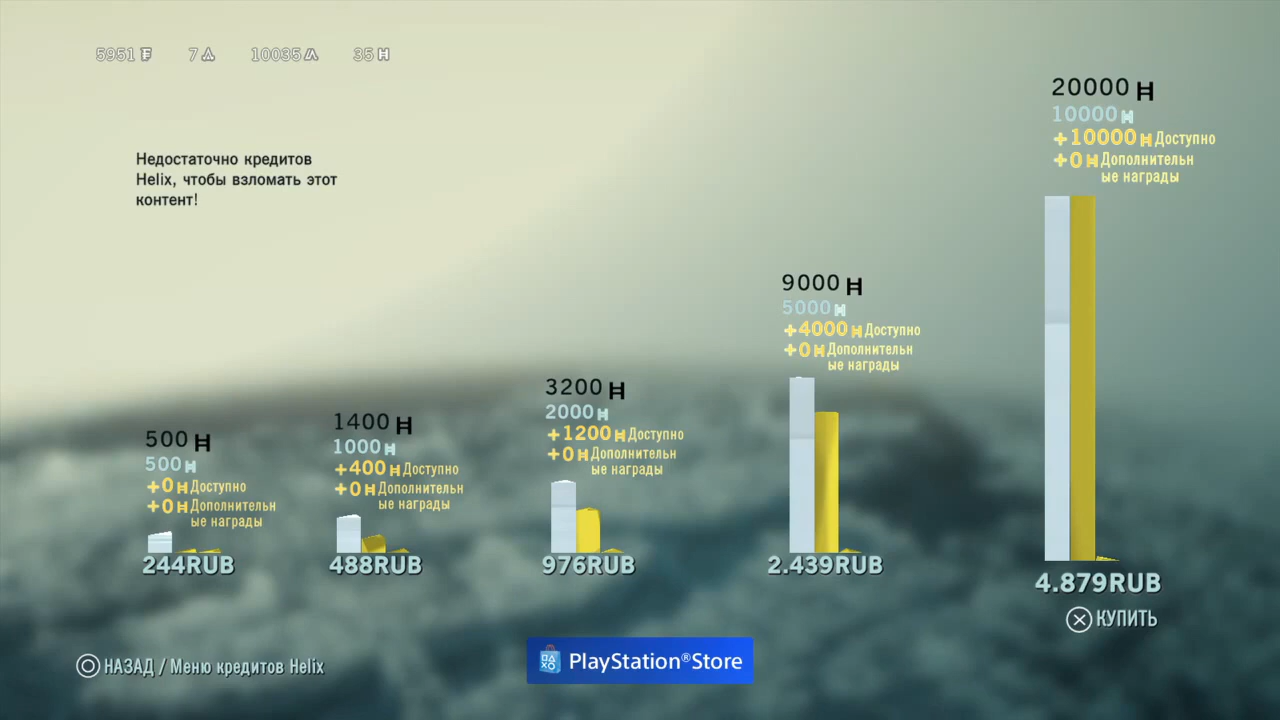 5951 7 10035 35 H
Недостаточно кредитов
Helix, чтобы взломать этот
контент!
500 H
500 H
+0 H Доступно
+0 H Дополнительн
ые награды
244RUB
1400 H
1000 H
+400 H Доступно
+0 H Дополнительн
ые награды
488RUB
3200 H
2000 H
+1200 H Доступно
+0 H Дополнительн
ые награды
976RUB
9000 H
5000 H
+4000 H Доступно
+0 H Дополнительн
ые награды
2.439RUB
20000 H
10000 H
+10000 H Доступно
+0 H Дополнительн
ые награды
4.879RUB
КУПИТЬ
НАЗАД / Меню кредитов Helix
PlayStation®Store